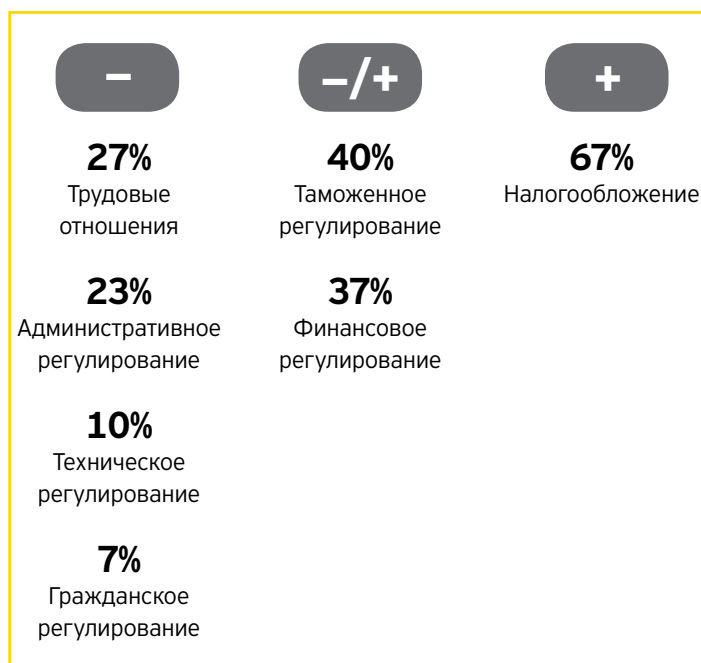 –
27%
Трудовые
отношения
23%
Административное
регулирование
10%
Техническое
регулирование
7%
Гражданское
регулирование
–/+
40%
Таможенное
регулирование
37%
Финансовое
регулирование
+
67%
Налогообложение